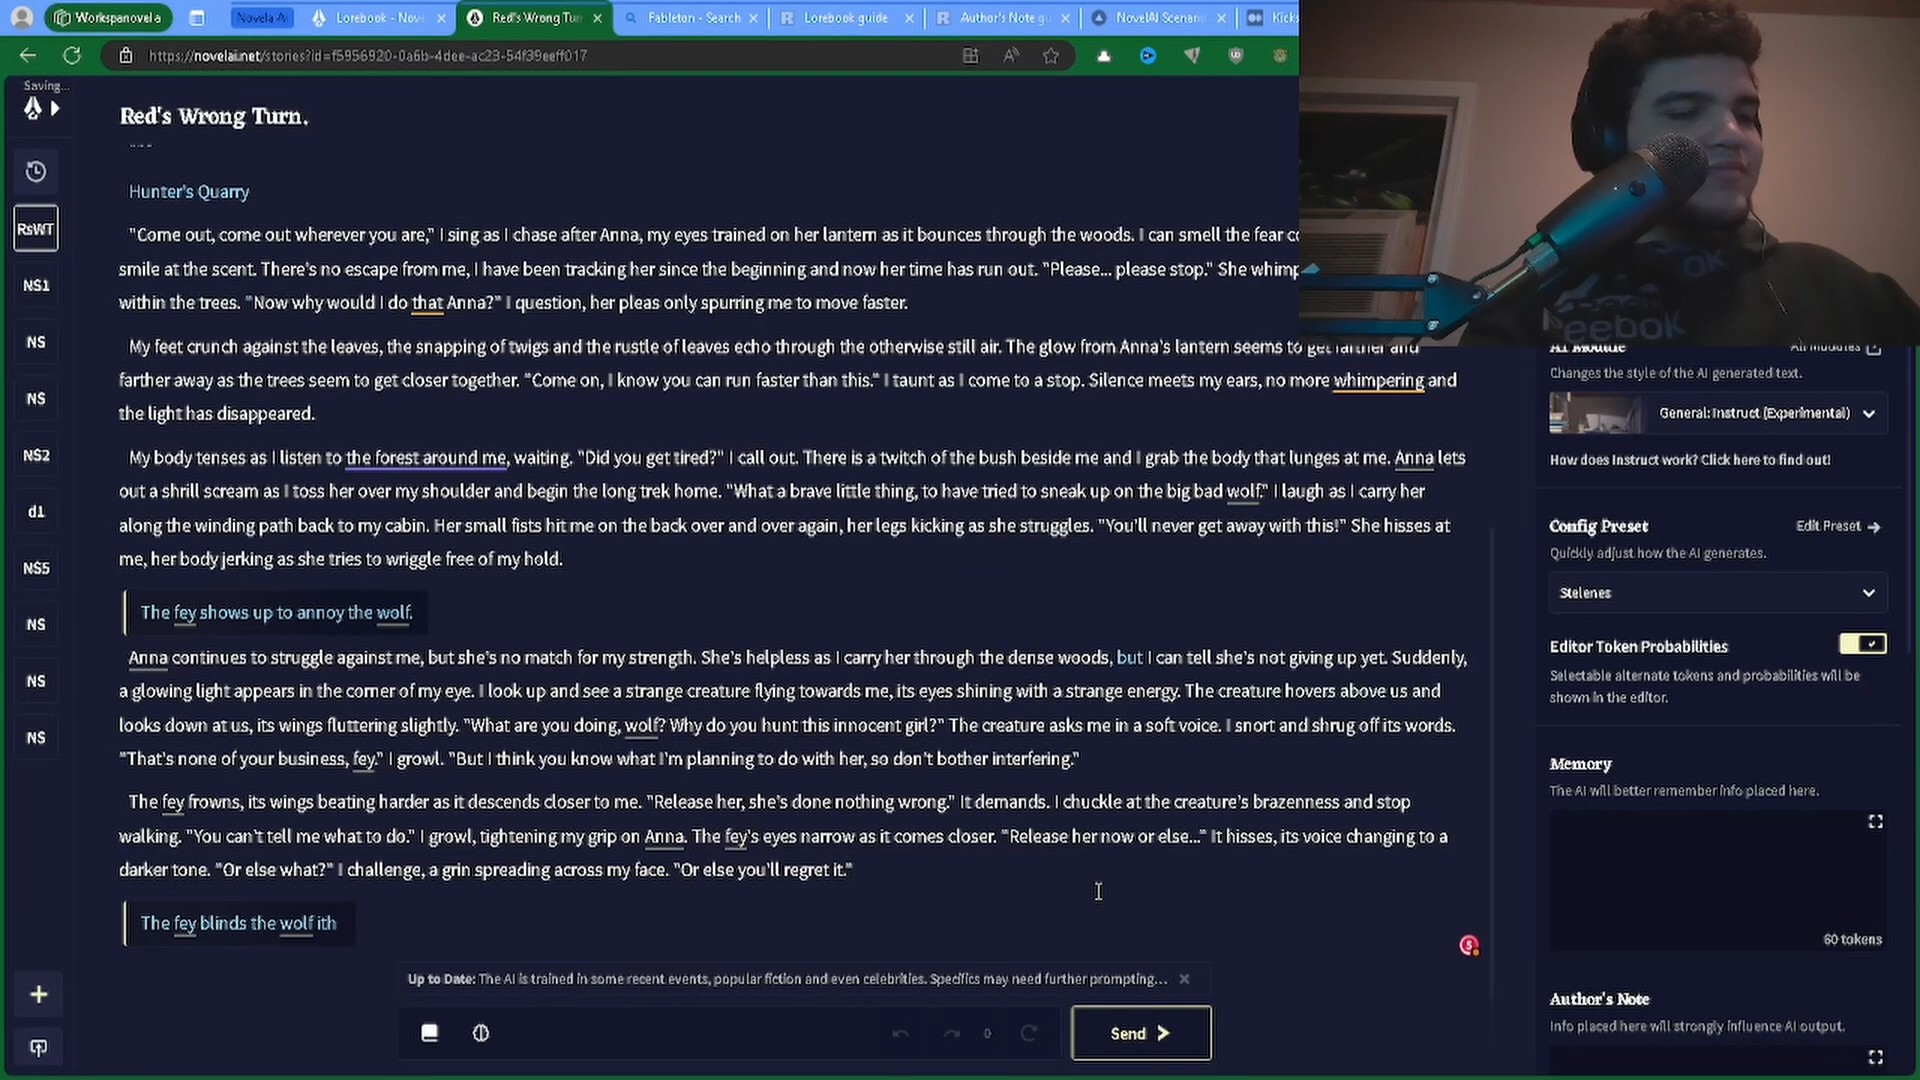 Workspanovela
Novela Ai
Lorebook - Nove
Red's Wrong Tur
Fableton - Search
Lorebook guide
Author's Note gu
NovelAI Scenario
Kicks
https://novelai.net/stories?id=f5956920-0a6b-4dee-ac23-54f39eeff017
Saving...
Red's Wrong Turn.
Hunter's Quarry
"Come out, come out wherever you are," I sing as I chase after Anna, my eyes trained on her lantern as it bounces through the woods. I can smell the fear co
smile at the scent. There's no escape from me, I have been tracking her since the beginning and now her time has run out. "Please... please stop." She whimp
within the trees. "Now why would I do that Anna?" I question, her pleas only spurring me to move faster.
My feet crunch against the leaves, the snapping of twigs and the rustle of leaves echo through the otherwise still air. The glow from Anna's lantern seems to get farther and
farther away as the trees seem to get closer together. "Come on, I know you can run faster than this." I taunt as I come to a stop. Silence meets my ears, no more whimpering and
the light has disappeared.
My body tenses as I listen to the forest around me, waiting. "Did you get tired?" I call out. There is a twitch of the bush beside me and I grab the body that lunges at me. Anna lets
out a shrill scream as I toss her over my shoulder and begin the long trek home. "What a brave little thing, to have tried to sneak up on the big bad wolf." I laugh as I carry her
along the winding path back to my cabin. Her small fists hit me on the back over and over again, her legs kicking as she struggles. "You'll never get away with this!" She hisses at
me, her body jerking as she tries to wriggle free of my hold.
The fey shows up to annoy the wolf.
Anna continues to struggle against me, but she's no match for my strength. She's helpless as I carry her through the dense woods, but I can tell she's not giving up yet. Suddenly,
a glowing light appears in the corner of my eye. I look up and see a strange creature flying towards me, its eyes shining with a strange energy. The creature hovers above us and
looks down at us, its wings fluttering slightly. "What are you doing, wolf? Why do you hunt this innocent girl?" The creature asks me in a soft voice. I snort and shrug off its words.
"That's none of your business, fey." I growl. "But I think you know what I'm planning to do with her, so don't bother interfering."
The fey frowns, its wings beating harder as it descends closer to me. "Release her, she's done nothing wrong." It demands. I chuckle at the creature's brazenness and stop
walking. "You can't tell me what to do." I growl, tightening my grip on Anna. The fey's eyes narrow as it comes closer. "Release her now or else..." It hisses, its voice changing to a
darker tone. "Or else what?" I challenge, a grin spreading across my face. "Or else you'll regret it."
The fey blinds the wolf ith
Up to Date: The AI is trained in some recent events, popular fiction and even celebrities. Specifics may need further prompting...
0
Send
5
RsWT
NS1
NS
NS
NS2
d1
NS5
NS
NS
NS
OK
eeboK
AI Module
All Modules
Changes the style of the AI generated text.
General: Instruct (Experimental)
How does Instruct work? Click here to find out!
Config Preset
Edit Preset
Quickly adjust how the AI generates.
Stelenes
Editor Token Probabilities
Selectable alternate tokens and probabilities will be
shown in the editor.
Memory
The AI will better remember info placed here.
60 tokens
Author's Note
Info placed here will strongly influence AI output.